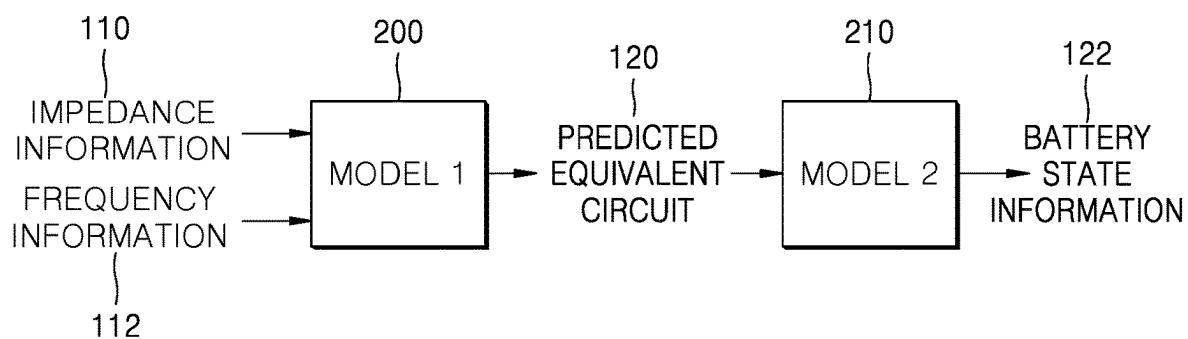 110
200
120
210
122
IMPEDANCE
INFORMATION
FREQUENCY
INFORMATION
MODEL 1
PREDICTED
EQUIVALENT
CIRCUIT
MODEL 2
BATTERY
STATE
INFORMATION
112